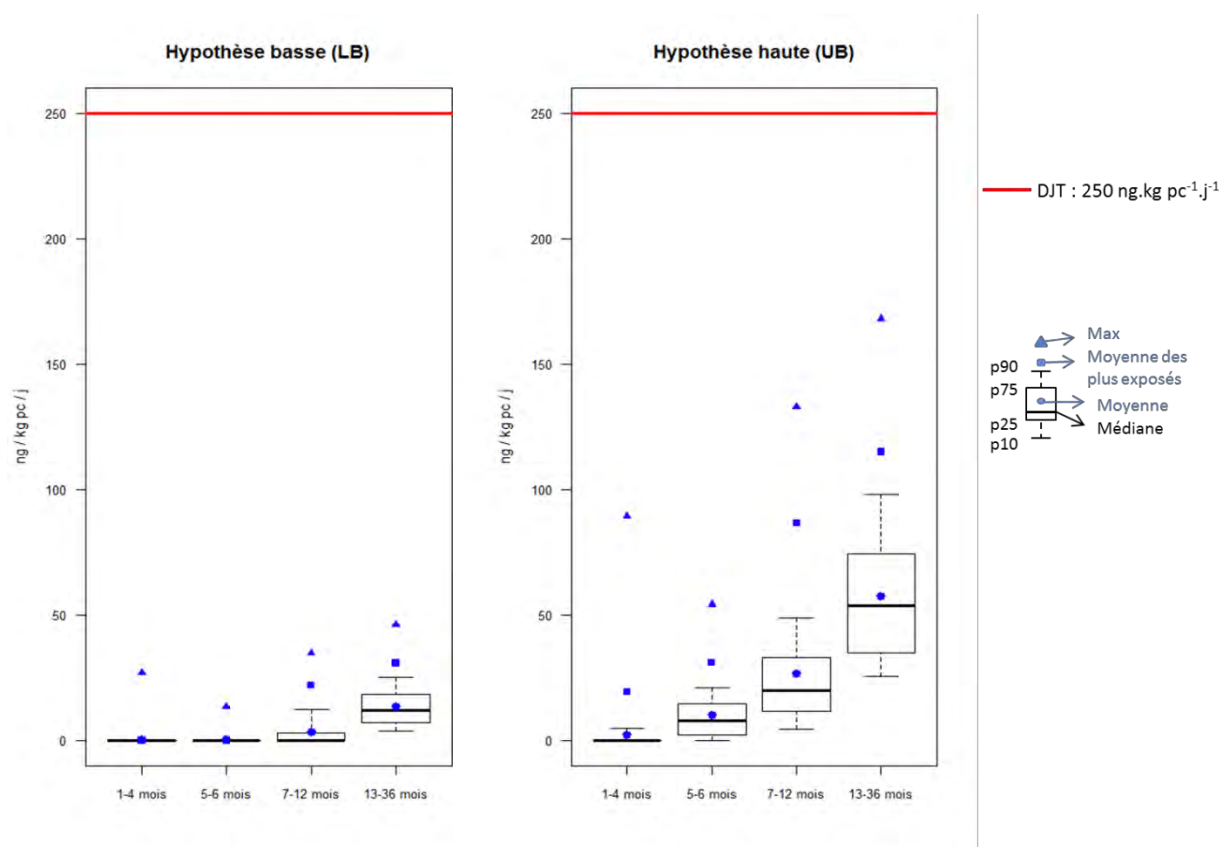 Hypothèse basse (LB)
250
200
150
100
50
0
ng / kg pc / j
1-4 mois
5-6 mois
7-12 mois
13-36 mois
Hypothèse haute (UB)
250
200
150
100
50
0
ng / kg pc / j
1-4 mois
5-6 mois
7-12 mois
13-36 mois
DJT : 250 ng.kg pc⁻¹.j⁻¹
Max
Moyenne des
plus exposés
Moyenne
Médiane
p90
p75
p25
p10